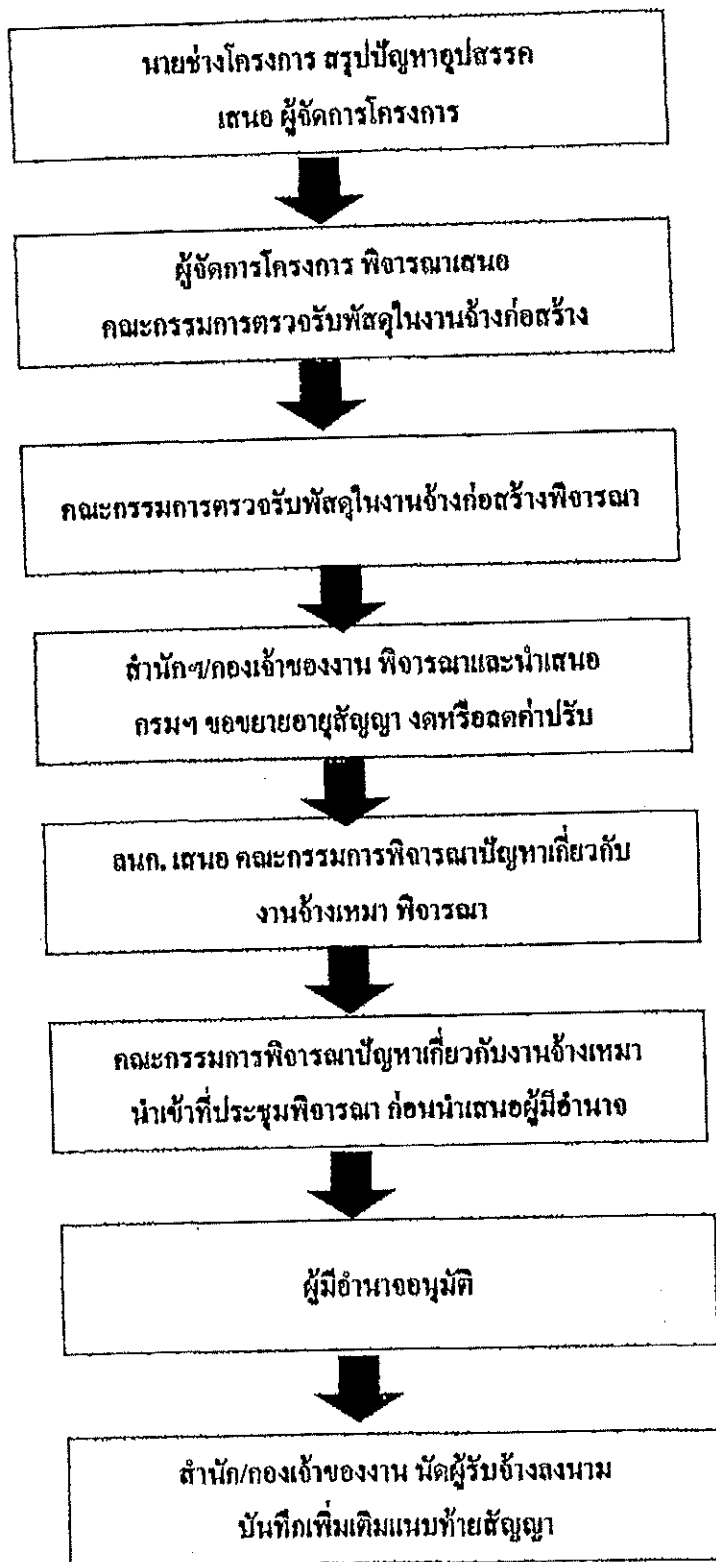 นายช่างโครงการ สรุปปัญหาอุปสรรค
เสนอ ผู้จัดการโครงการ
ผู้จัดการโครงการ พิจารณาเสนอ
คณะกรรมการตรวจรับพัสดุในงานจ้างก่อสร้าง
คณะกรรมการตรวจรับพัสดุในงานจ้างก่อสร้างพิจารณา
สำนักฯ/กองเจ้าของงาน พิจารณาและนำเสนอ
กรมฯ ขอขยายอายุสัญญา งดหรือลดค่าปรับ
ลนก. เสนอ คณะกรรมการพิจารณาปัญหาเกี่ยวกับ
งานจ้างเหมา พิจารณา
คณะกรรมการพิจารณาปัญหาเกี่ยวกับงานจ้างเหมา
นำเข้าที่ประชุมพิจารณา ก่อนนำเสนอผู้มีอำนาจ
ผู้มีอำนาจอนุมัติ
สำนัก/กองเจ้าของงาน นัดผู้รับจ้างลงนาม
บันทึกเพิ่มเติมแนบท้ายสัญญา